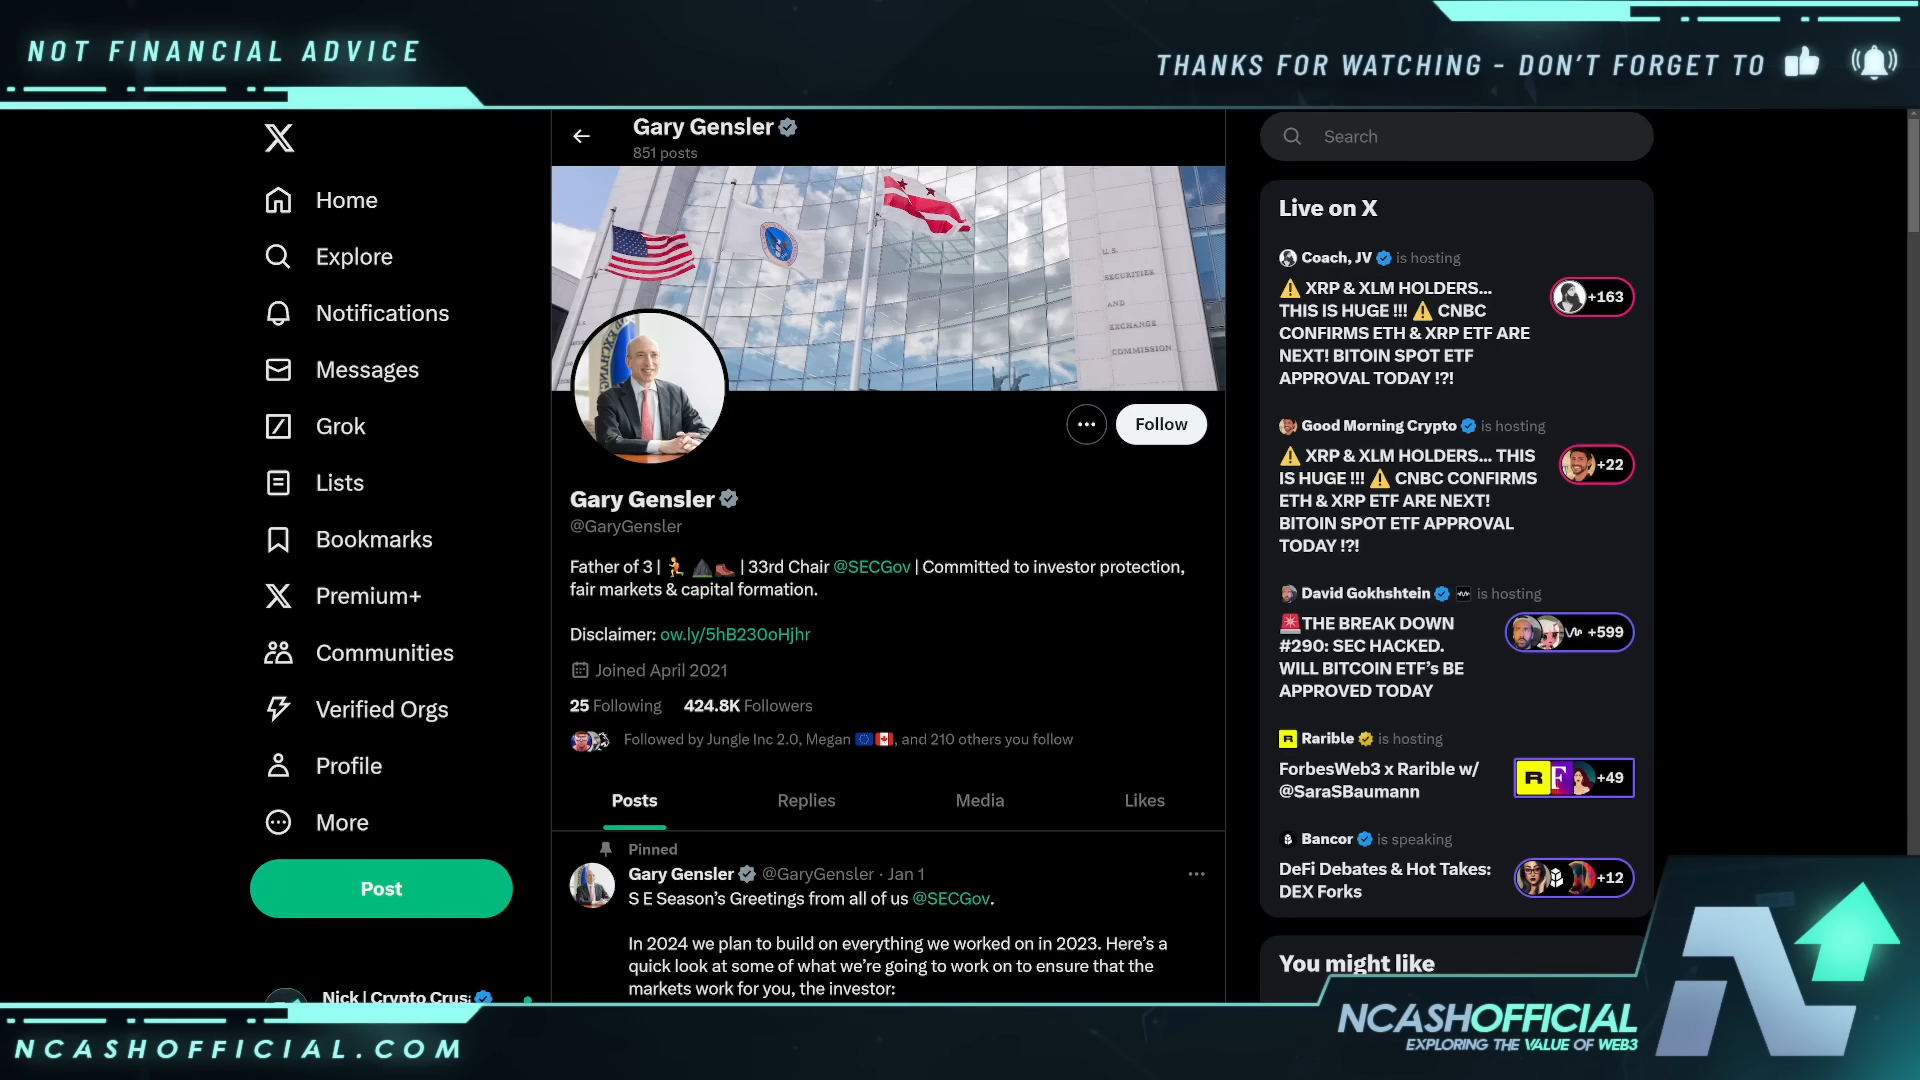 NOT FINANCIAL ADVICE
THANKS FOR WATCHING - DON'T FORGET TO
Home
Explore
Notifications
Messages
Grok
Lists
Bookmarks
Premium+
Communities
Verified Orgs
Profile
More
Post
Nick | Crypto Crus
Gary Gensler
851 posts
U.S.
SECURITIES
AND
EXCHANGE
COMMISSION
Follow
Gary Gensler
@GaryGensler
Father of 3 | 🏃 ⛰️🥾 | 33rd Chair @SECGov | Committed to investor protection,
fair markets & capital formation.
Disclaimer: ow.ly/5hB230oHjhr
Joined April 2021
25 Following 424.8K Followers
Followed by Jungle Inc 2.0, Megan 🇪🇺🇨🇦, and 210 others you follow
Posts Replies Media Likes
Pinned
Gary Gensler @GaryGensler · Jan 1
S E Season's Greetings from all of us @SECGov.
In 2024 we plan to build on everything we worked on in 2023. Here's a
quick look at some of what we're going to work on to ensure that the
markets work for you, the investor:
Search
Live on X
Coach, JV is hosting
⚠️ XRP & XLM HOLDERS...
THIS IS HUGE !!! ⚠️ CNBC
CONFIRMS ETH & XRP ETF ARE
NEXT! BITOIN SPOT ETF
APPROVAL TODAY !?!
+163
Good Morning Crypto is hosting
⚠️ XRP & XLM HOLDERS... THIS
IS HUGE !!! ⚠️ CNBC CONFIRMS
ETH & XRP ETF ARE NEXT!
BITOIN SPOT ETF APPROVAL
TODAY !?!
+22
David Gokhshtein is hosting
🚨THE BREAK DOWN
#290: SEC HACKED.
WILL BITCOIN ETF's BE
APPROVED TODAY
+599
Rarible is hosting
ForbesWeb3 x Rarible w/
@SaraSBaumann
+49
Bancor is speaking
DeFi Debates & Hot Takes:
DEX Forks
+12
You might like
NCASHOFFICIAL.COM
NCASHOFFICIAL
EXPLORING THE VALUE OF WEB3